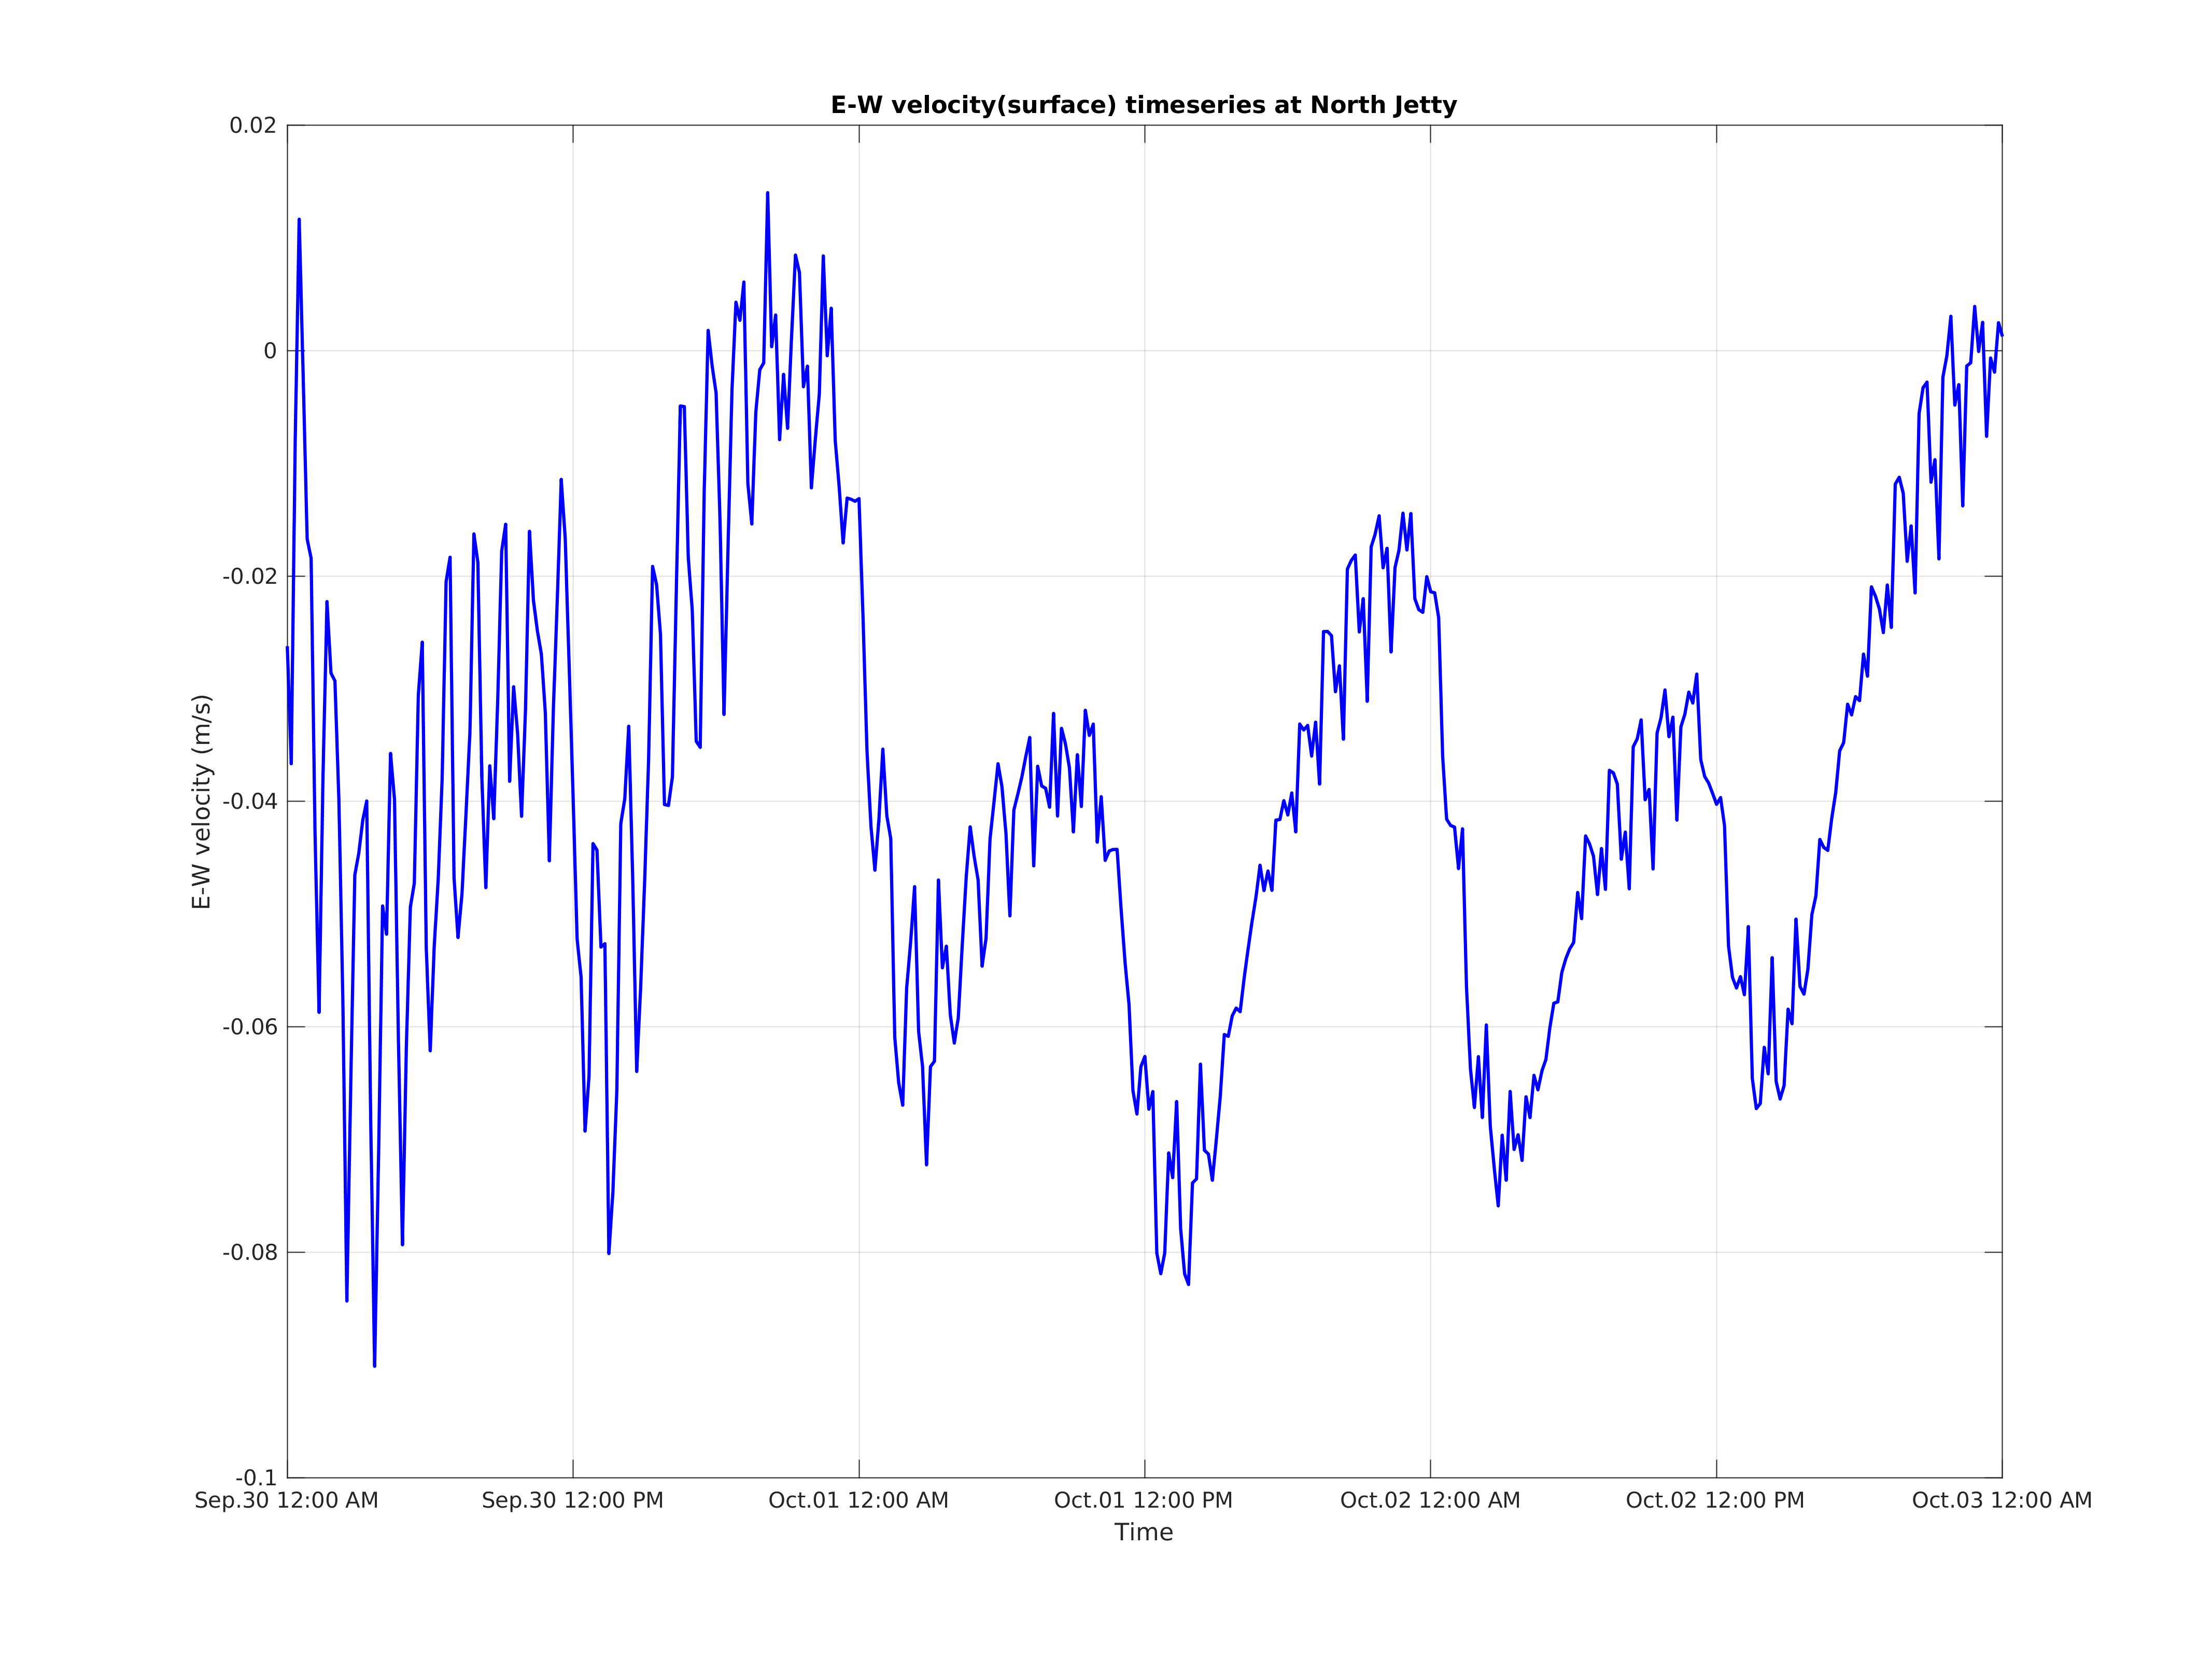 E-W velocity(surface) timeseries at North Jetty
0.02
0
-0.02
-0.04
-0.06
-0.08
-0.1
E-W velocity (m/s)
Sep.30 12:00 AM
Sep.30 12:00 PM
Oct.01 12:00 AM
Oct.01 12:00 PM
Oct.02 12:00 AM
Oct.02 12:00 PM
Oct.03 12:00 AM
Time